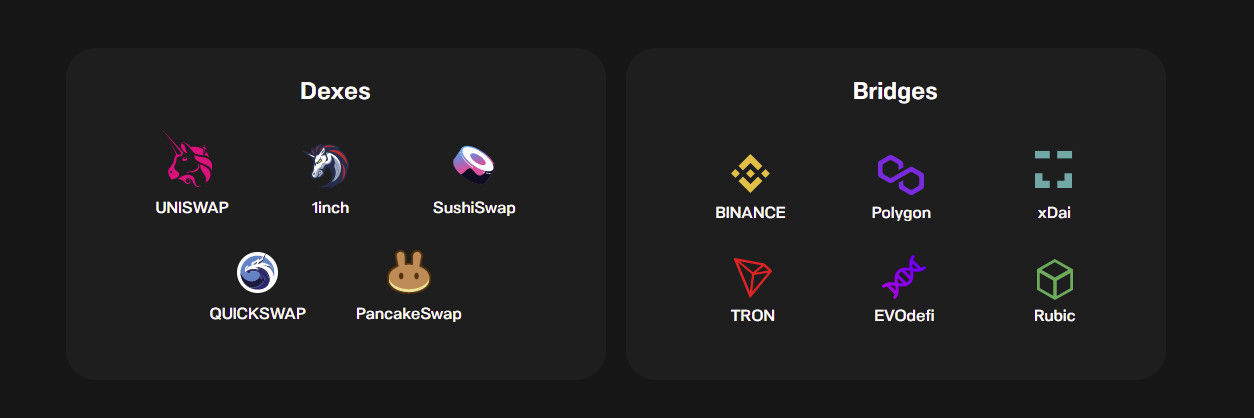 Dexes
UNISWAP 1inch SushiSwap
QUICKSWAP PancakeSwap
Bridges
BINANCE Polygon xDai
TRON EVOdefi Rubic